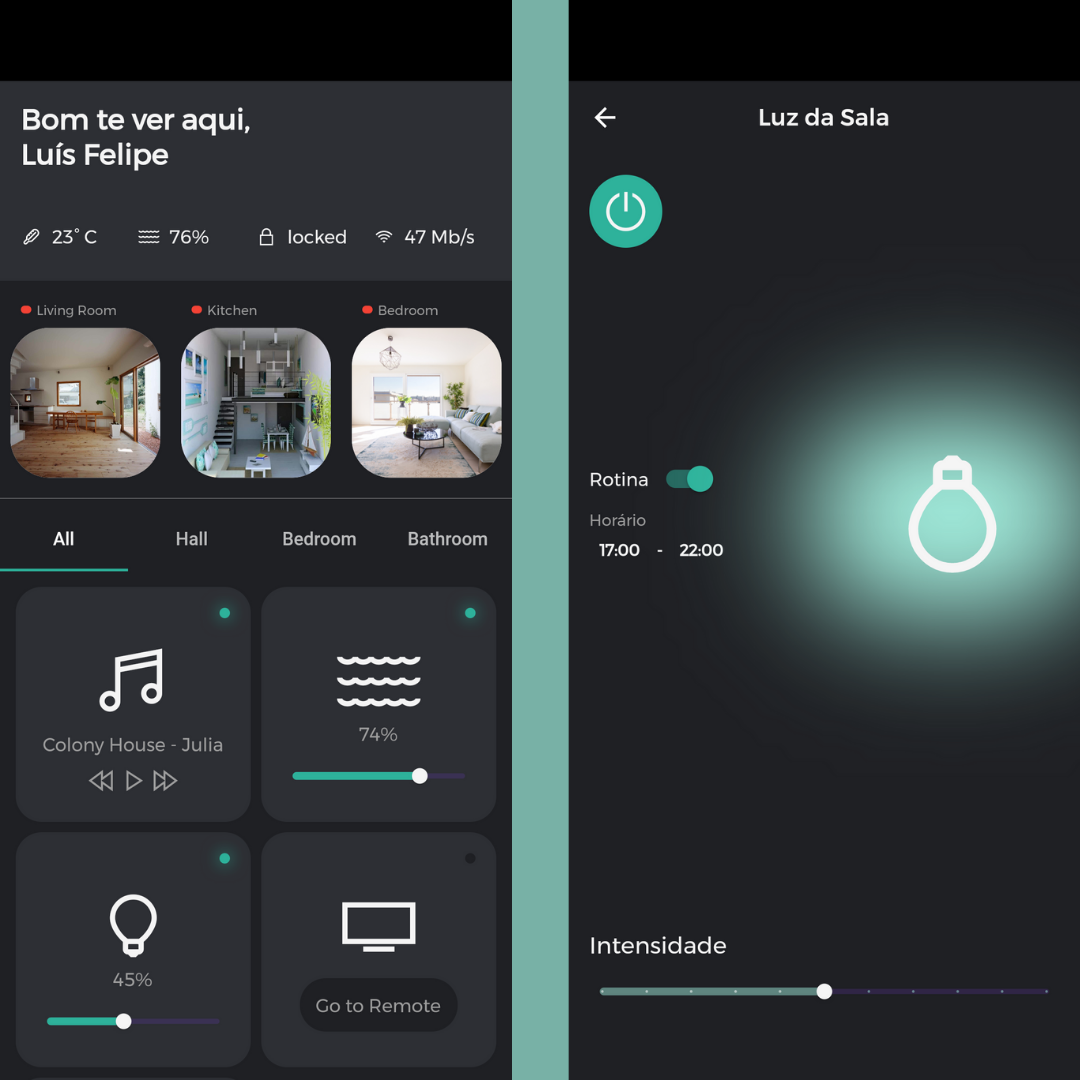 Bom te ver aqui,
Luís Felipe
23° C
76%
locked
47 Mb/s
Living Room
Kitchen
Bedroom
All
Hall
Bedroom
Bathroom
Colony House - Julia
74%
45%
Go to Remote
Luz da Sala
Rotina
Horário
17:00 - 22:00
Intensidade